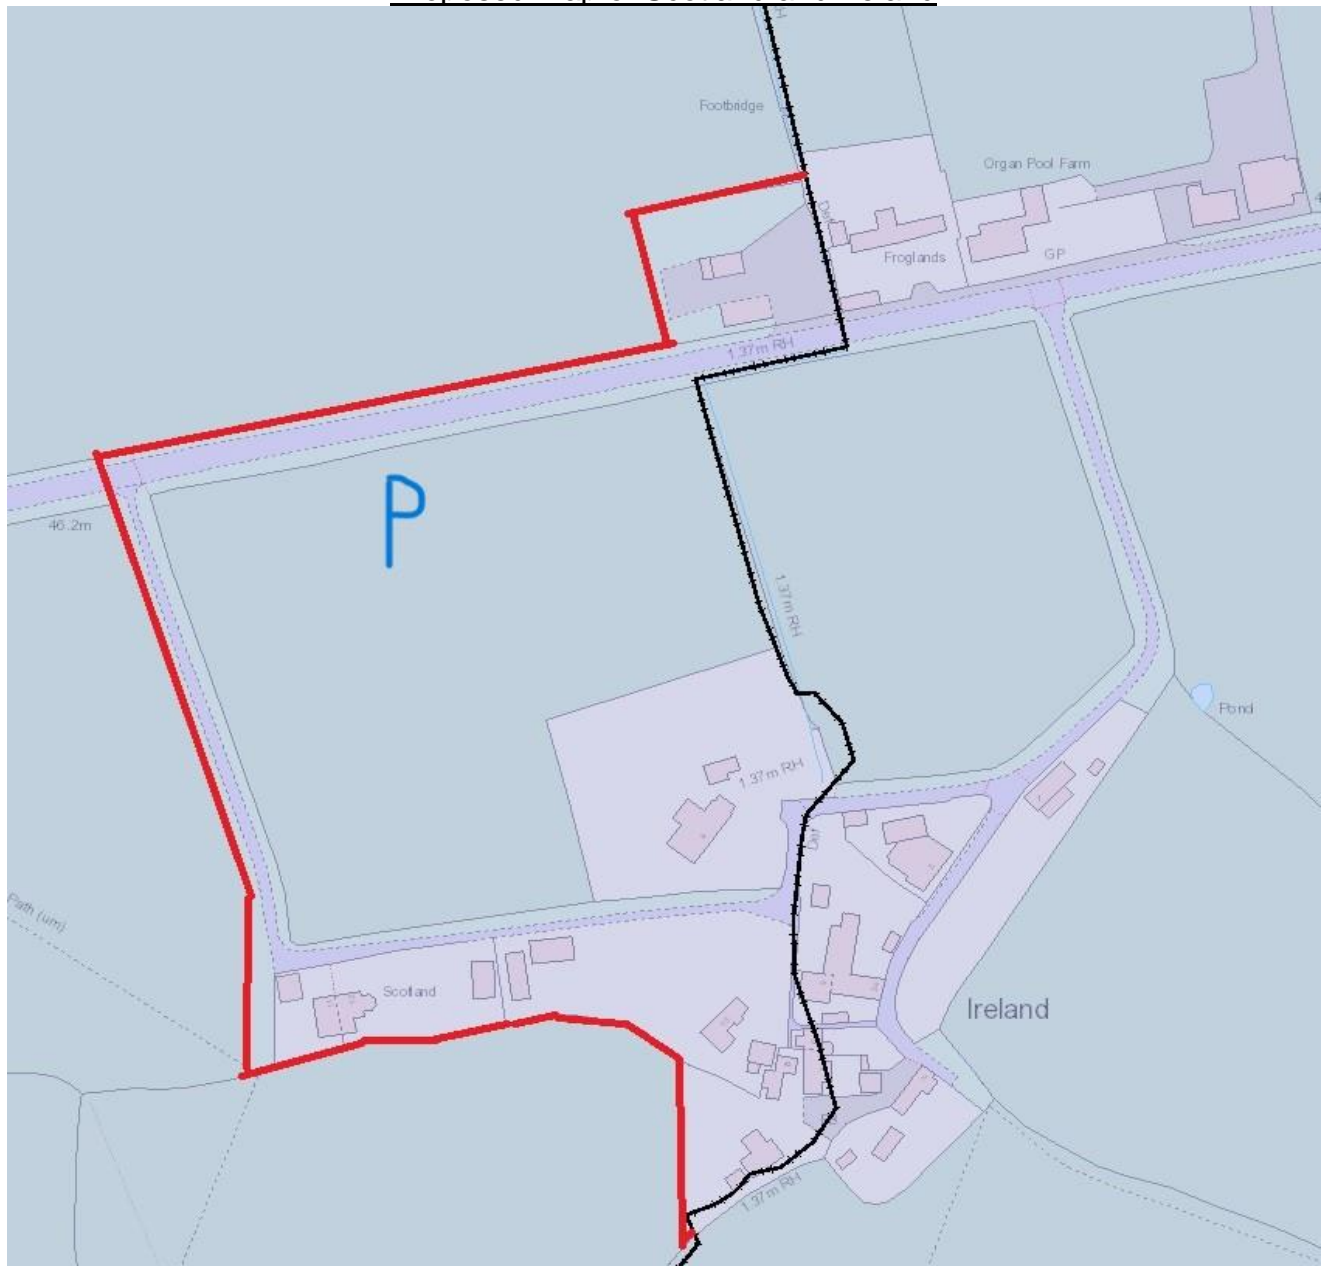 Footbridge
Organ Pool Farm
Froglands
GP
1.37m RH
P
46.2m
1.37m RH
Pond
1.37m RH
Def
Path (um)
Scotland
Ireland
1.37m RH